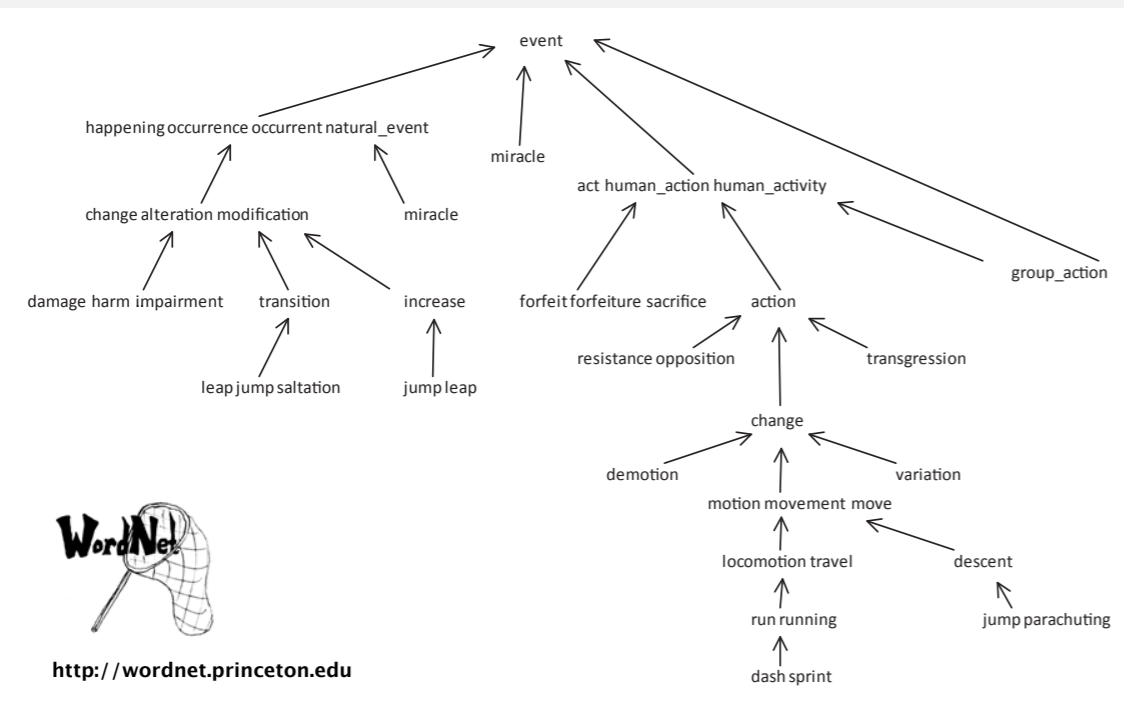 event
happening occurrence occurrent natural_event
miracle
act human_action human_activity
change alteration modification
miracle
group_action
damage harm impairment
transition
increase
forfeit forfeiture sacrifice
action
resistance opposition
transgression
leap jump saltation
jump leap
change
demotion
variation
motion movement move
WordNet
locomotion travel
descent
run running
jump parachuting
http://wordnet.princeton.edu
dash sprint